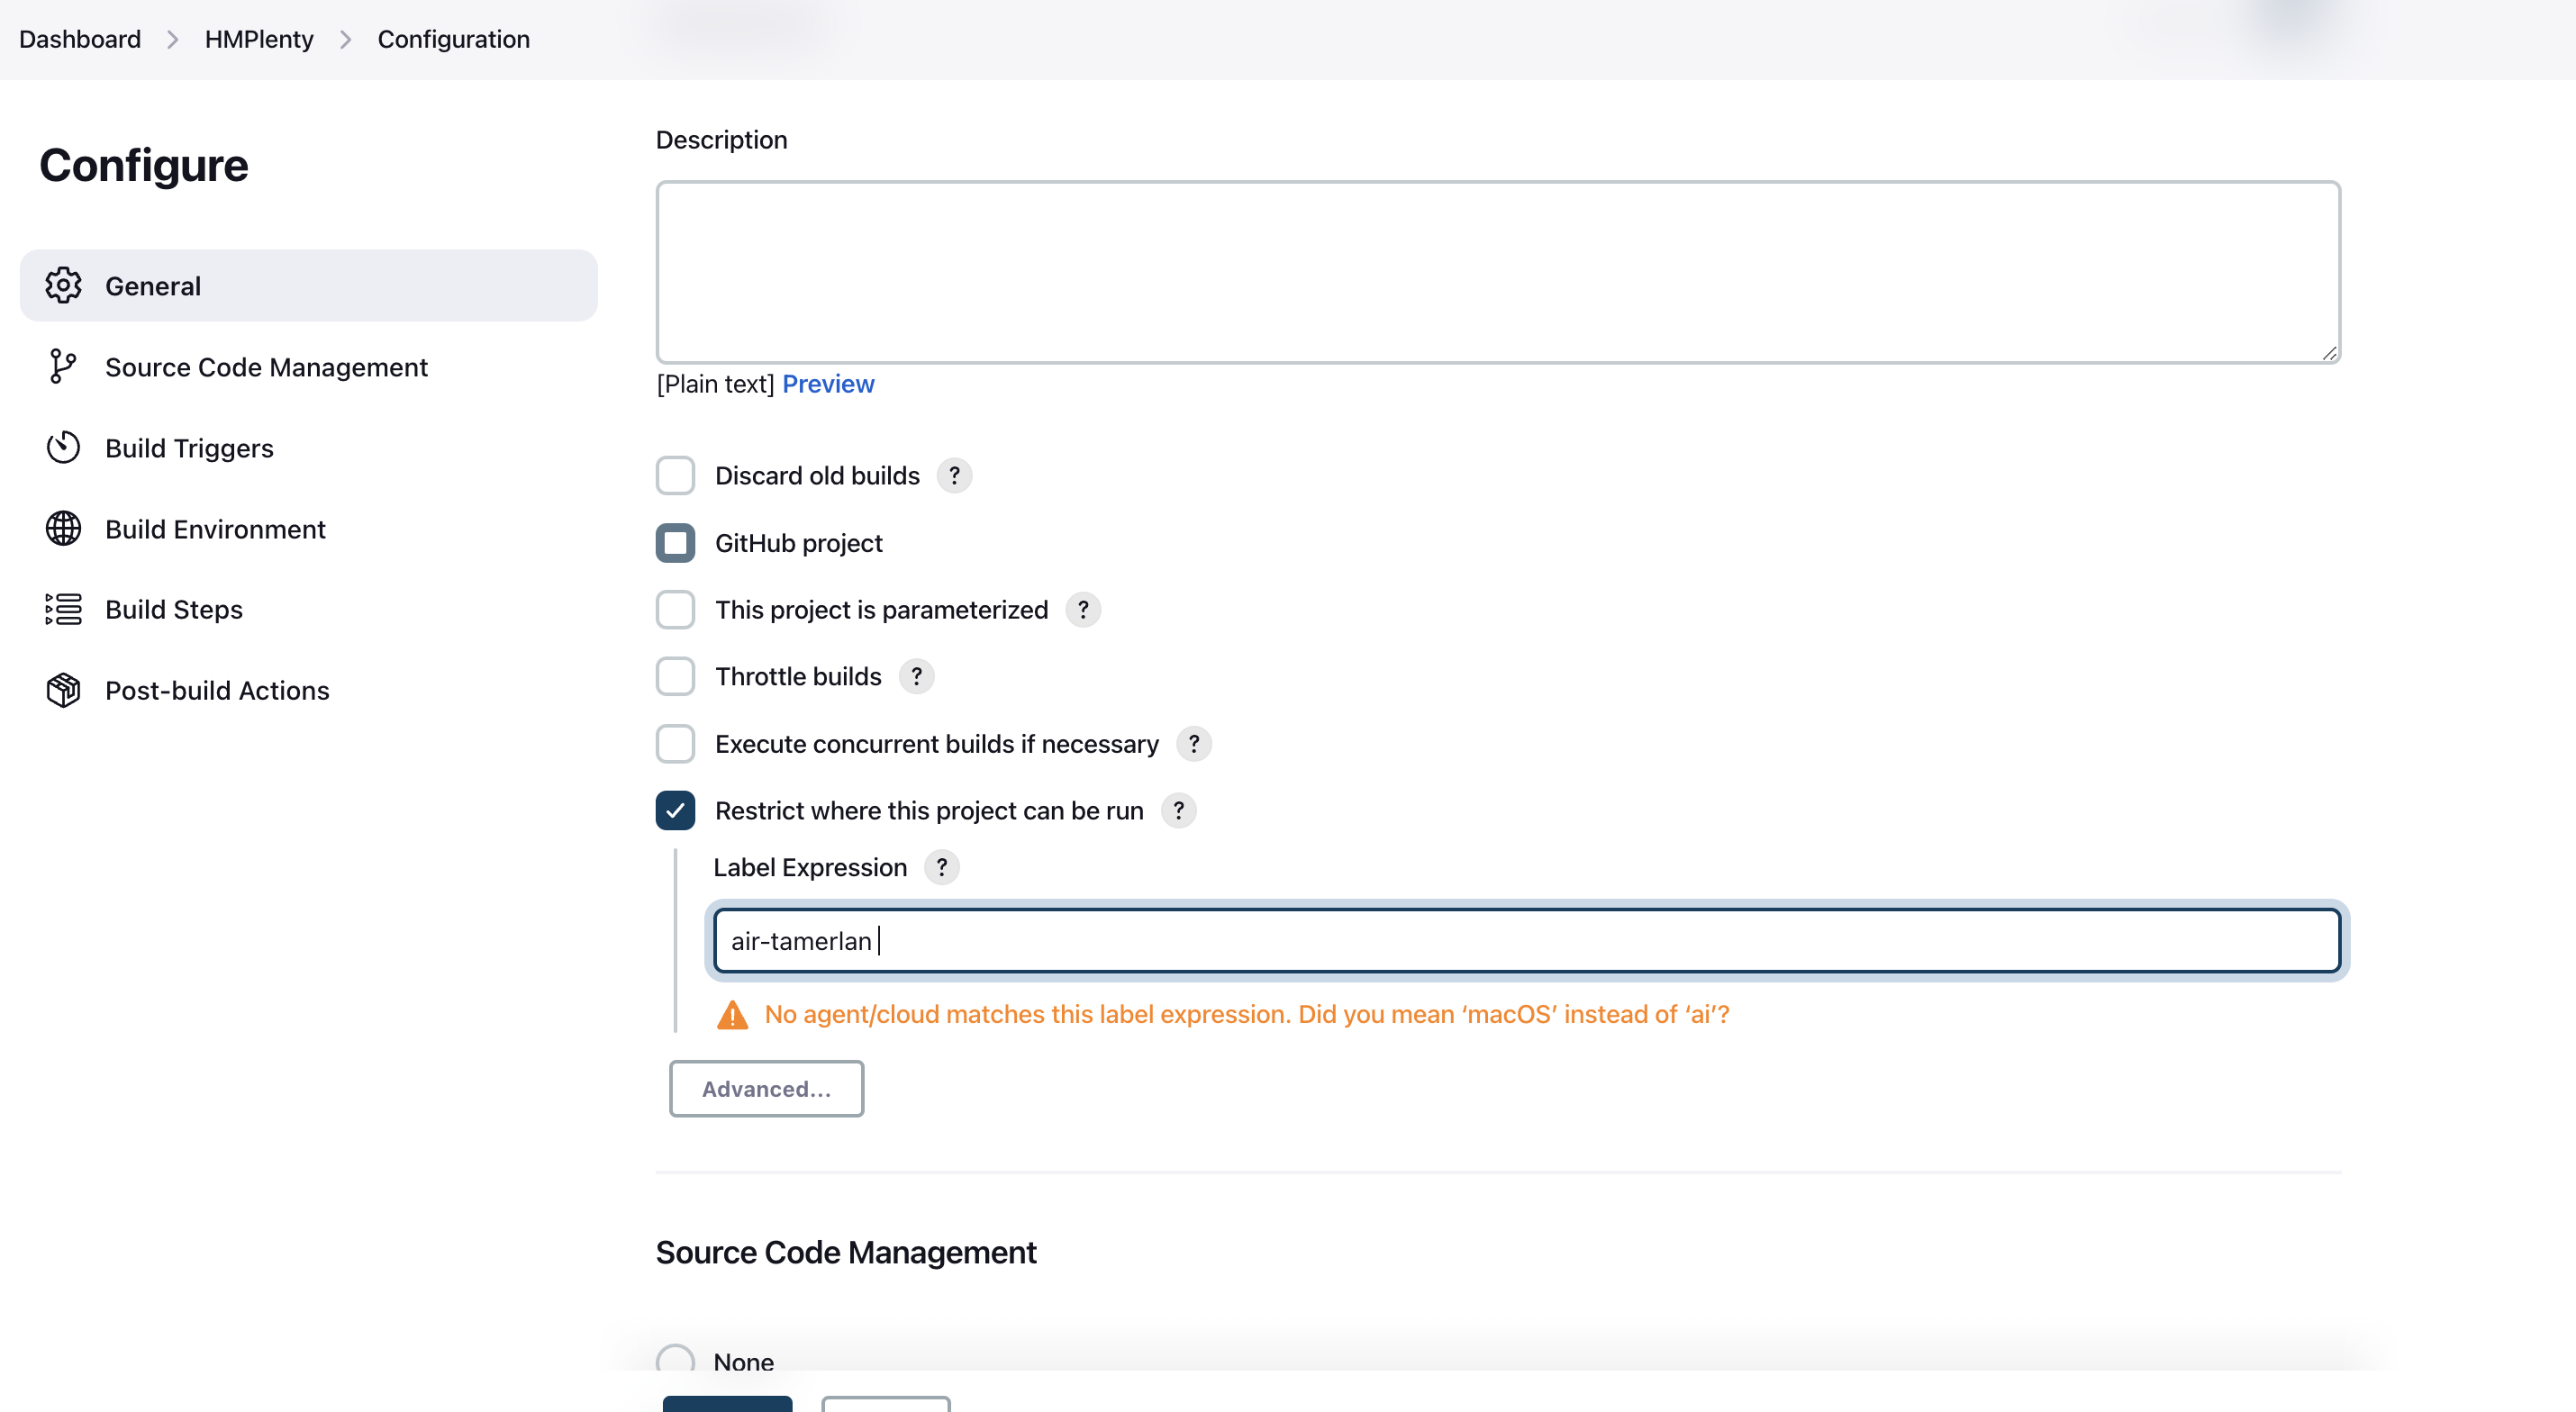 Dashboard > HMPlenty > Configuration
Configure
General
Source Code Management
Build Triggers
Build Environment
Build Steps
Post-build Actions
Description
[Plain text] Preview
Discard old builds ?
GitHub project
This project is parameterized ?
Throttle builds ?
Execute concurrent builds if necessary ?
Restrict where this project can be run ?
Label Expression ?
air-tamerlan
No agent/cloud matches this label expression. Did you mean ‘macOS’ instead of ‘ai’?
Advanced...
Source Code Management
None